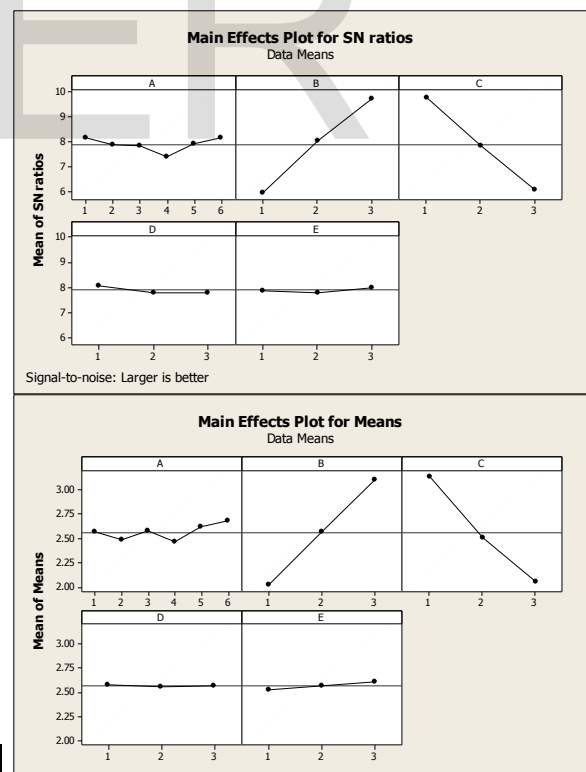 ER
Main Effects Plot for SN ratios
Data Means
A B C
10
9
8
7
6
Mean of SN ratios
1 2 3 4 5 6 1 2 3 1 2 3
D E
10
9
8
7
6
1 2 3 1 2 3
Signal-to-noise: Larger is better
Main Effects Plot for Means
Data Means
A B C
3.00
2.75
2.50
2.25
2.00
Mean of Means
1 2 3 4 5 6 1 2 3 1 2 3
D E
3.00
2.75
2.50
2.25
2.00
1 2 3 1 2 3